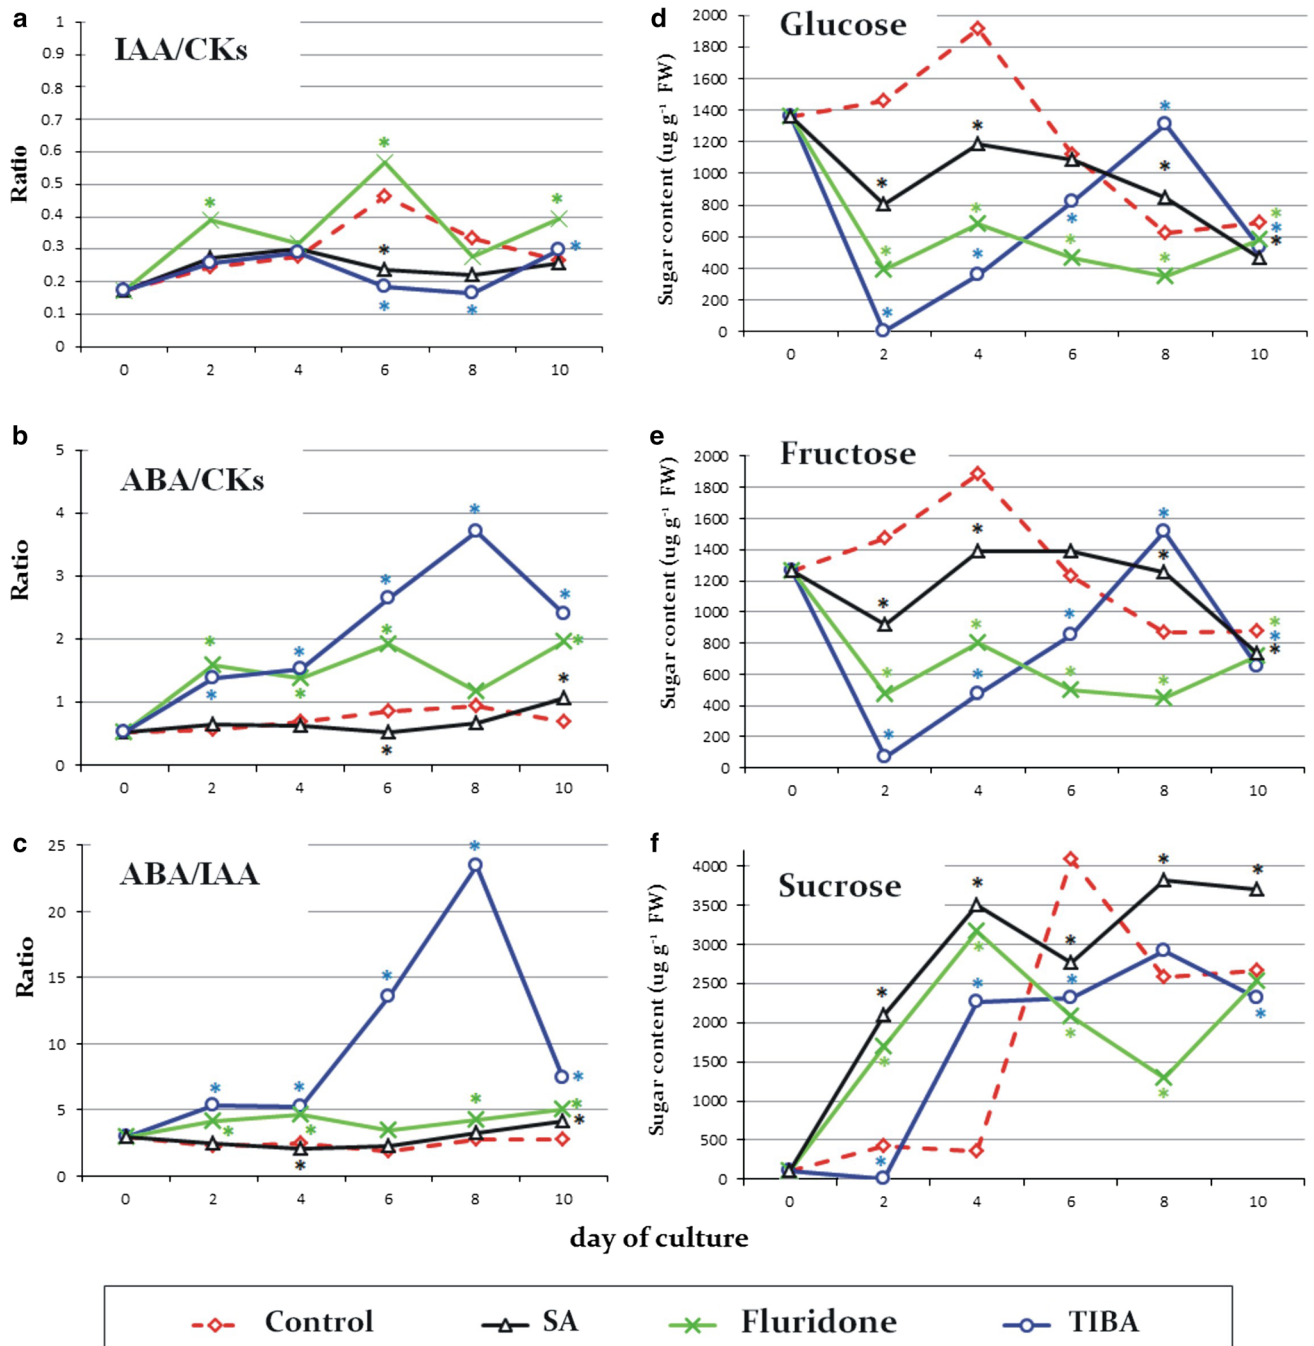 a
IAA/CKs
Ratio
1
0.9
0.8
0.7
0.6
0.5
0.4
0.3
0.2
0.1
0
* * * * * * *
0 2 4 6 8 10
b
ABA/CKs
Ratio
5
4
3
2
1
0
* * * * * * * * * * *
0 2 4 6 8 10
c
ABA/IAA
Ratio
25
20
15
10
5
0
* * * * * * * * * * *
0 2 4 6 8 10
d
Glucose
Sugar content (ug g⁻¹ FW)
2000
1800
1600
1400
1200
1000
800
600
400
200
0
* * * * * * * * * * * * * *
0 2 4 6 8 10
e
Fructose
Sugar content (ug g⁻¹ FW)
2000
1800
1600
1400
1200
1000
800
600
400
200
0
* * * * * * * * * * * * * *
0 2 4 6 8 10
f
Sucrose
Sugar content (ug g⁻¹ FW)
4000
3500
3000
2500
2000
1500
1000
500
0
* * * * * * * * * * * * *
0 2 4 6 8 10
day of culture
Control SA Fluridone TIBA